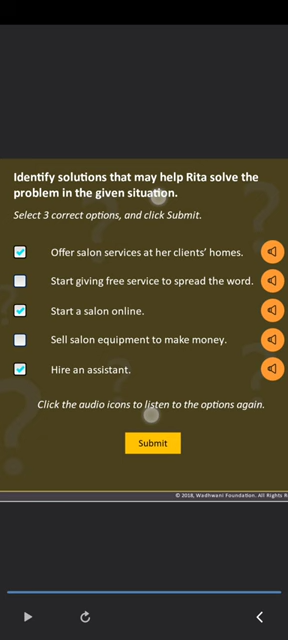 Identify solutions that may help Rita solve the
problem in the given situation.
Select 3 correct options, and click Submit.
Offer salon services at her clients' homes.
Start giving free service to spread the word.
Start a salon online.
Sell salon equipment to make money.
Hire an assistant.
Click the audio icons to listen to the options again.
Submit
© 2018, Wadhwani Foundation. All Rights R